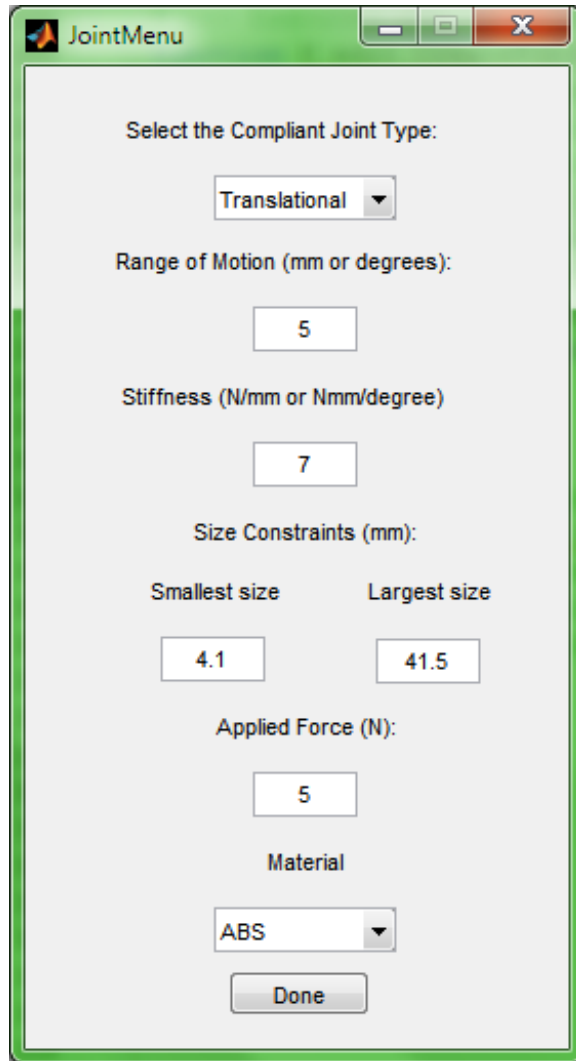 JointMenu
Select the Compliant Joint Type:
Translational
Range of Motion (mm or degrees):
5
Stiffness (N/mm or Nmm/degree)
7
Size Constraints (mm):
Smallest size Largest size
4.1 41.5
Applied Force (N):
5
Material
ABS
Done